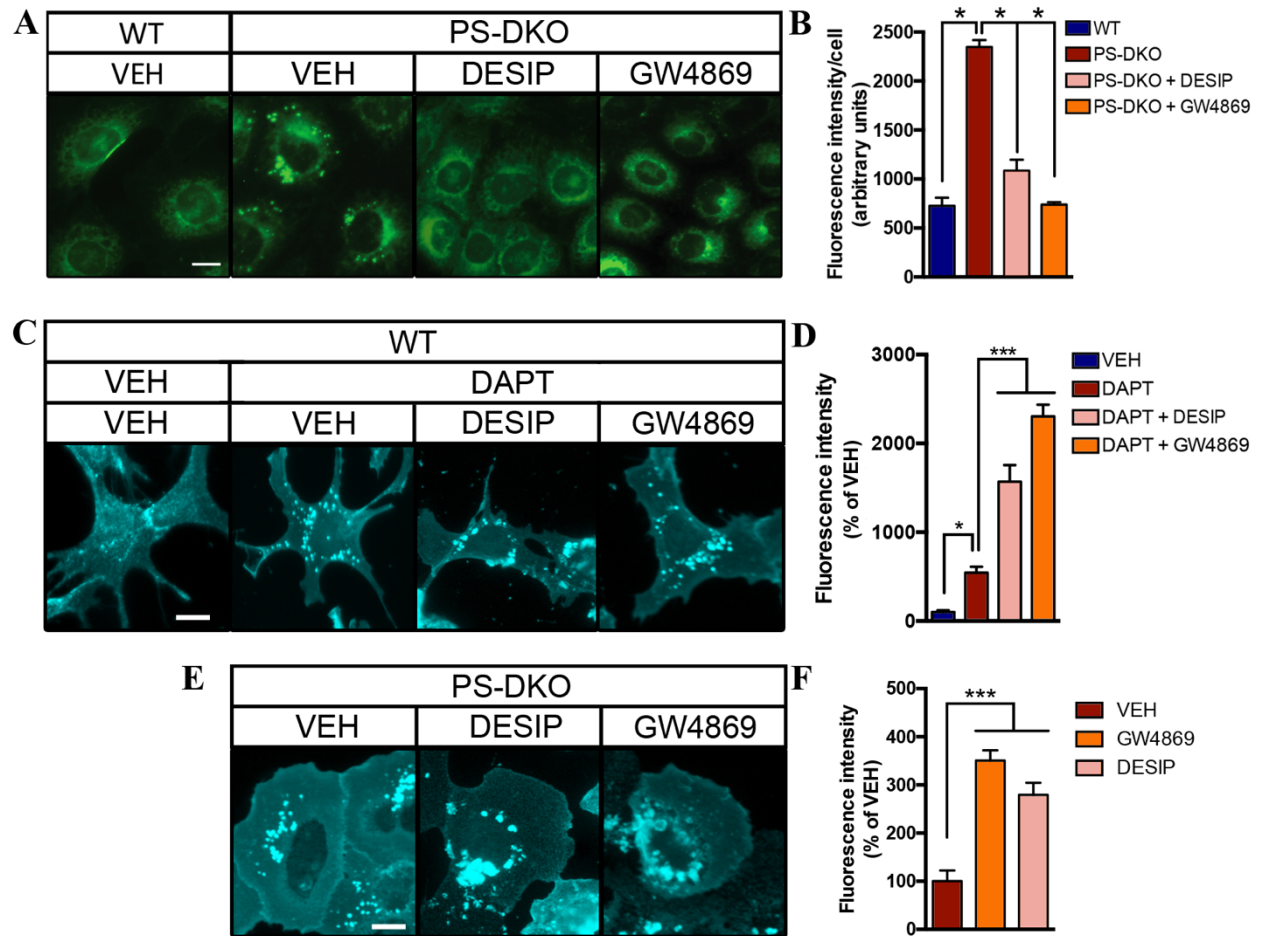 A
WT
PS-DKO
VEH
VEH
DESIP
GW4869
B
Fluorescence intensity/cell
(arbitrary units)
2500
2000
1500
1000
500
0
*
*
*
WT
PS-DKO
PS-DKO + DESIP
PS-DKO + GW4869
C
WT
VEH
DAPT
VEH
VEH
DESIP
GW4869
D
Fluorescence intensity
(% of VEH)
3000
2000
1000
0
*
***
VEH
DAPT
DAPT + DESIP
DAPT + GW4869
E
PS-DKO
VEH
DESIP
GW4869
F
Fluorescence intensity
(% of VEH)
500
400
300
200
100
0
***
VEH
GW4869
DESIP